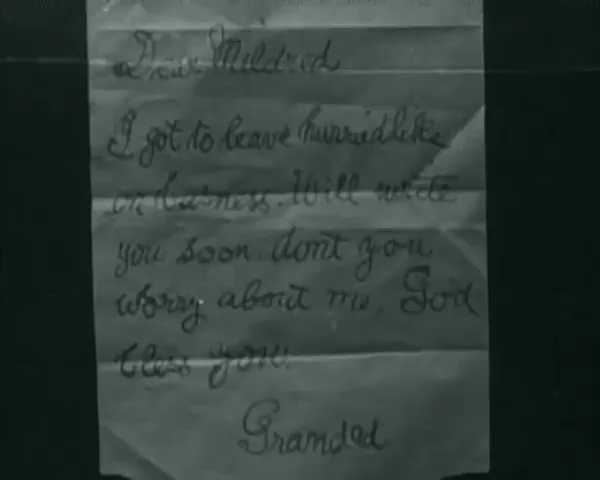 Dear Mildred
I got to leave hurriedlike
on business. Will write
you soon dont you
worry about me. God
bless you.
Grandad